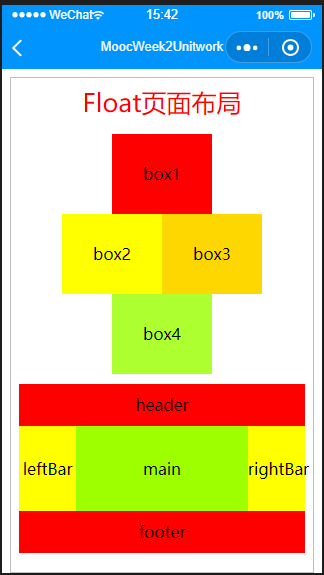 WeChat 15:42 100%
MoocWeek2Unitwork
Float页面布局
box1
box2 box3
box4
header
leftBar main rightBar
footer